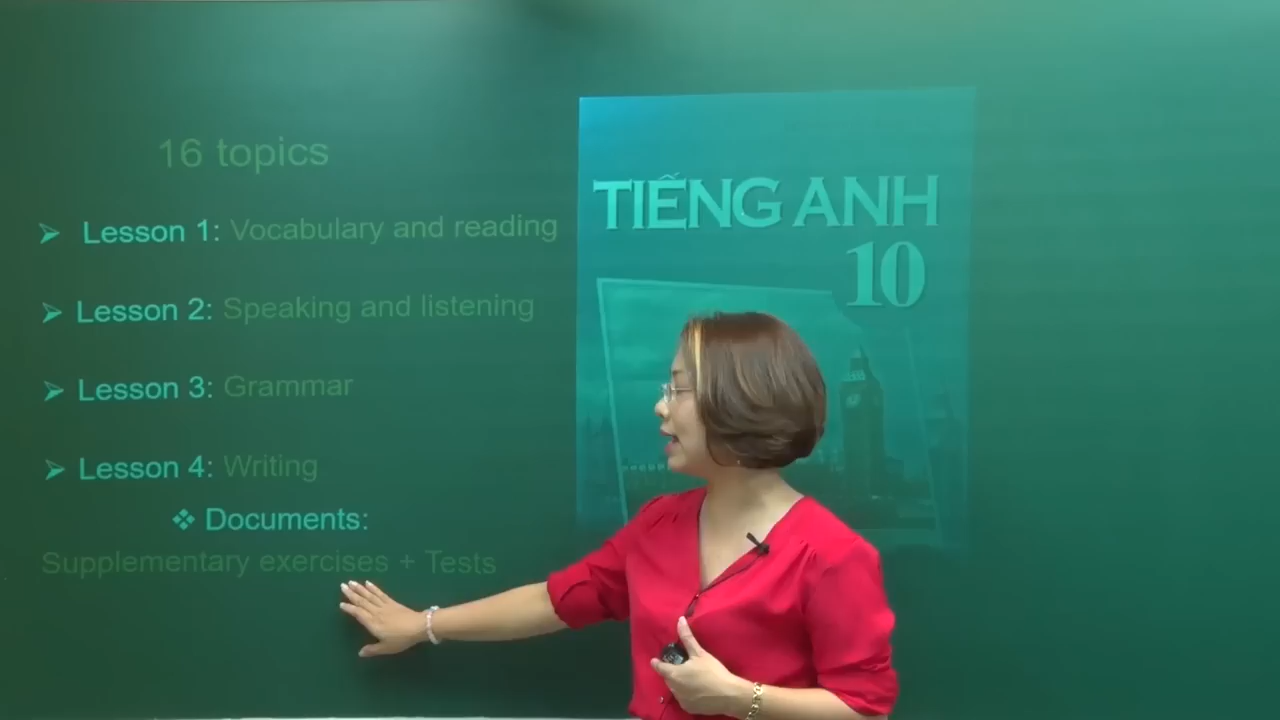 16 topics
Lesson 1: Vocabulary and reading
Lesson 2: Speaking and listening
Lesson 3: Grammar
Lesson 4: Writing
Documents:
Supplementary exercises + Tests
TIẾNG ANH
10